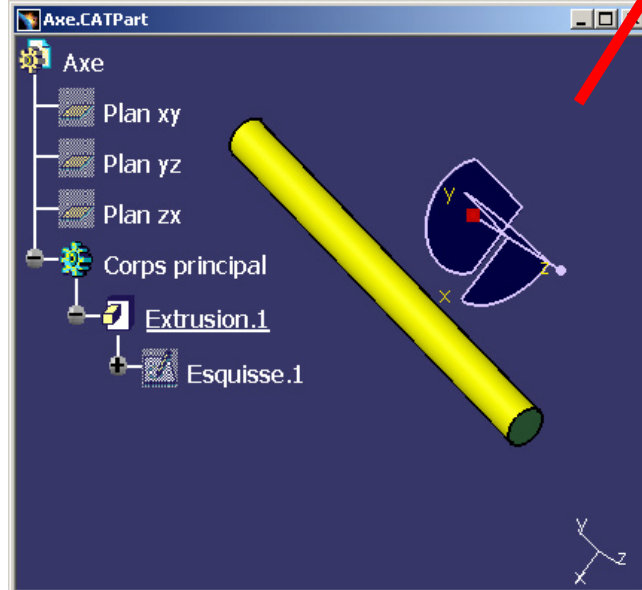 Axe.CATPart
Axe
Plan xy
Plan yz
Plan zx
Corps principal
Extrusion.1
Esquisse.1
y
z
x
y
z
x